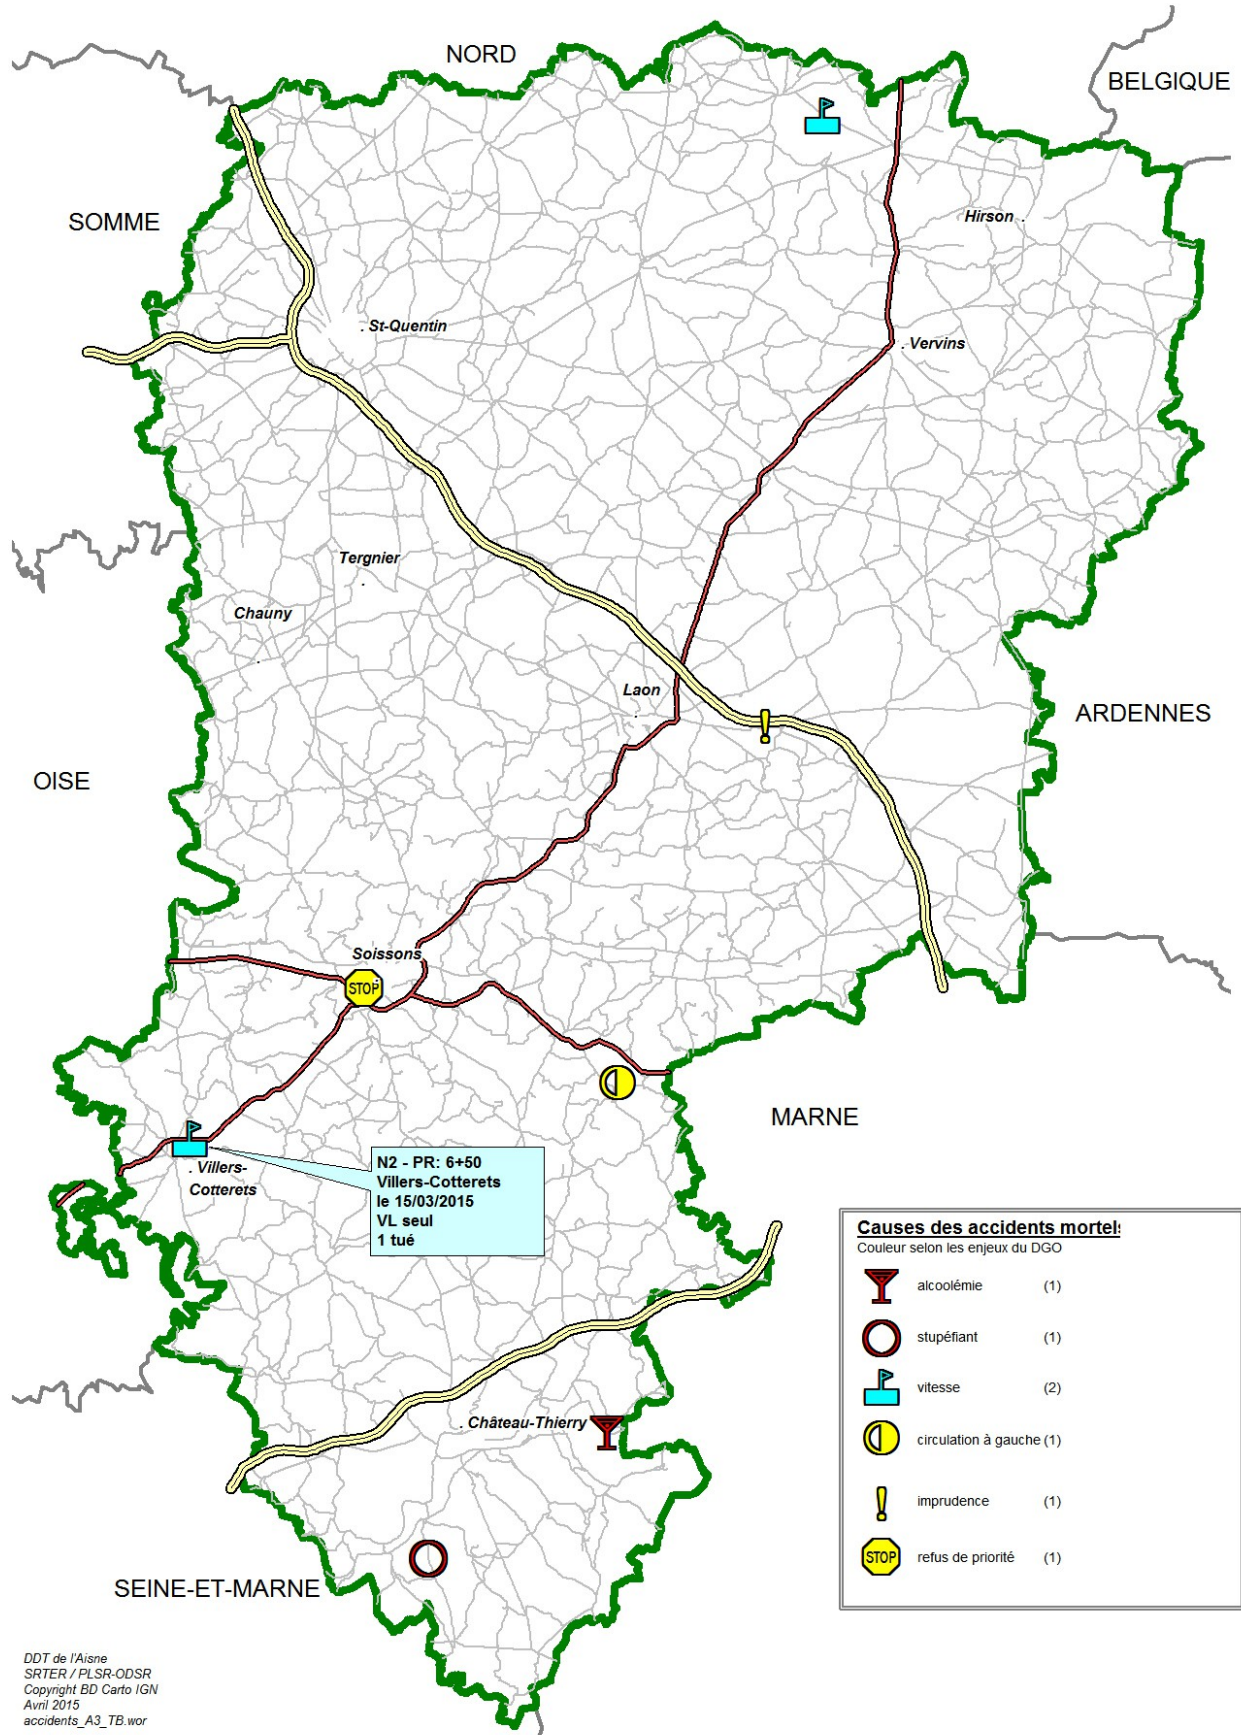 NORD
BELGIQUE
SOMME
Hirson
St-Quentin
Vervins
Tergnier
Chauny
Laon
ARDENNES
OISE
Soissons
STOP
MARNE
N2 - PR: 6+50
Villers-Cotterets
le 15/03/2015
VL seul
1 tué
Villers-
Cotterets
Causes des accidents mortels
Couleur selon les enjeux du DGO
alcoolémie (1)
stupéfiant (1)
vitesse (2)
circulation à gauche (1)
imprudence (1)
STOP refus de priorité (1)
Château-Thierry
SEINE-ET-MARNE
DDT de l'Aisne
SRTER / PLSR-ODSR
Copyright BD Carto IGN
Avril 2015
accidents_A3_TB.wor